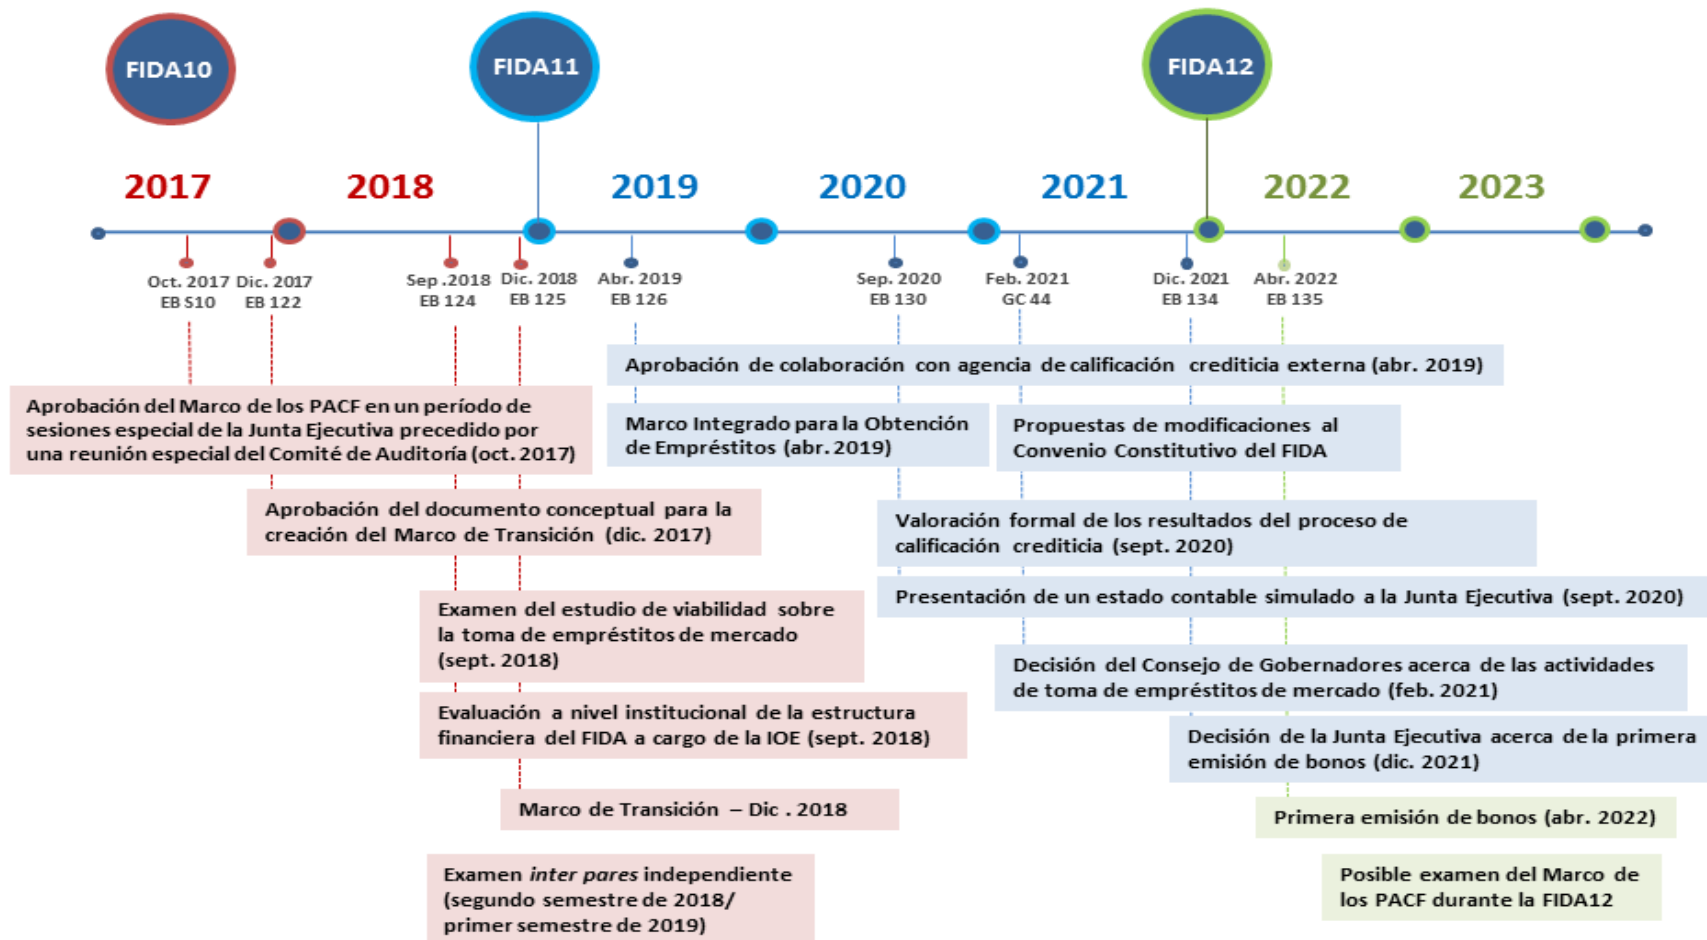 FIDA10
FIDA11
FIDA12
2017
2018
2019
2020
2021
2022
2023
Oct. 2017
EB S10
Dic. 2017
EB 122
Sep .2018
EB 124
Dic. 2018
EB 125
Abr. 2019
EB 126
Sep. 2020
EB 130
Feb. 2021
GC 44
Dic. 2021
EB 134
Abr. 2022
EB 135
Aprobación de colaboración con agencia de calificación crediticia externa (abr. 2019)
Aprobación del Marco de los PACF en un período de
sesiones especial de la Junta Ejecutiva precedido por
una reunión especial del Comité de Auditoría (oct. 2017)
Marco Integrado para la Obtención
de Empréstitos (abr. 2019)
Propuestas de modificaciones al
Convenio Constitutivo del FIDA
Aprobación del documento conceptual para la
creación del Marco de Transición (dic. 2017)
Valoración formal de los resultados del proceso de
calificación crediticia (sept. 2020)
Presentación de un estado contable simulado a la Junta Ejecutiva (sept. 2020)
Examen del estudio de viabilidad sobre
la toma de empréstitos de mercado
(sept. 2018)
Decisión del Consejo de Gobernadores acerca de las actividades
de toma de empréstitos de mercado (feb. 2021)
Evaluación a nivel institucional de la estructura
financiera del FIDA a cargo de la IOE (sept. 2018)
Decisión de la Junta Ejecutiva acerca de la primera
emisión de bonos (dic. 2021)
Marco de Transición – Dic . 2018
Primera emisión de bonos (abr. 2022)
Examen inter pares independiente
(segundo semestre de 2018/
primer semestre de 2019)
Posible examen del Marco de
los PACF durante la FIDA12